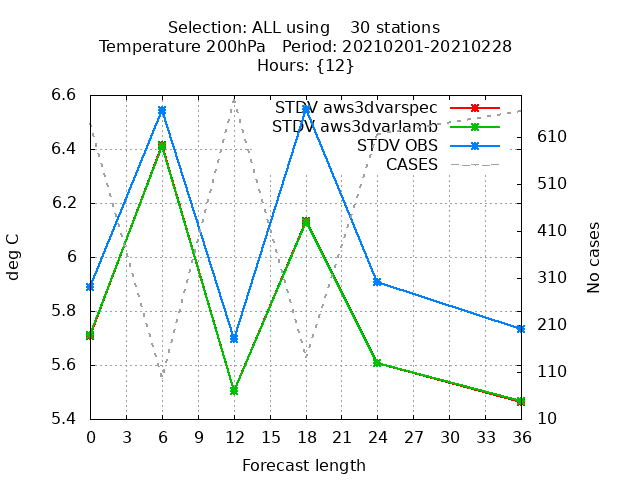 Selection: ALL using    30 stations
Temperature 200hPa   Period: 20210201-20210228
Hours: {12}
STDV aws3dvarspec
STDV aws3dvarlamb
STDV OBS
CASES
6.6
6.4
6.2
6
5.8
5.6
5.4
610
510
410
310
210
110
10
deg C
No cases
0 3 6 9 12 15 18 21 24 27 30 33 36
Forecast length